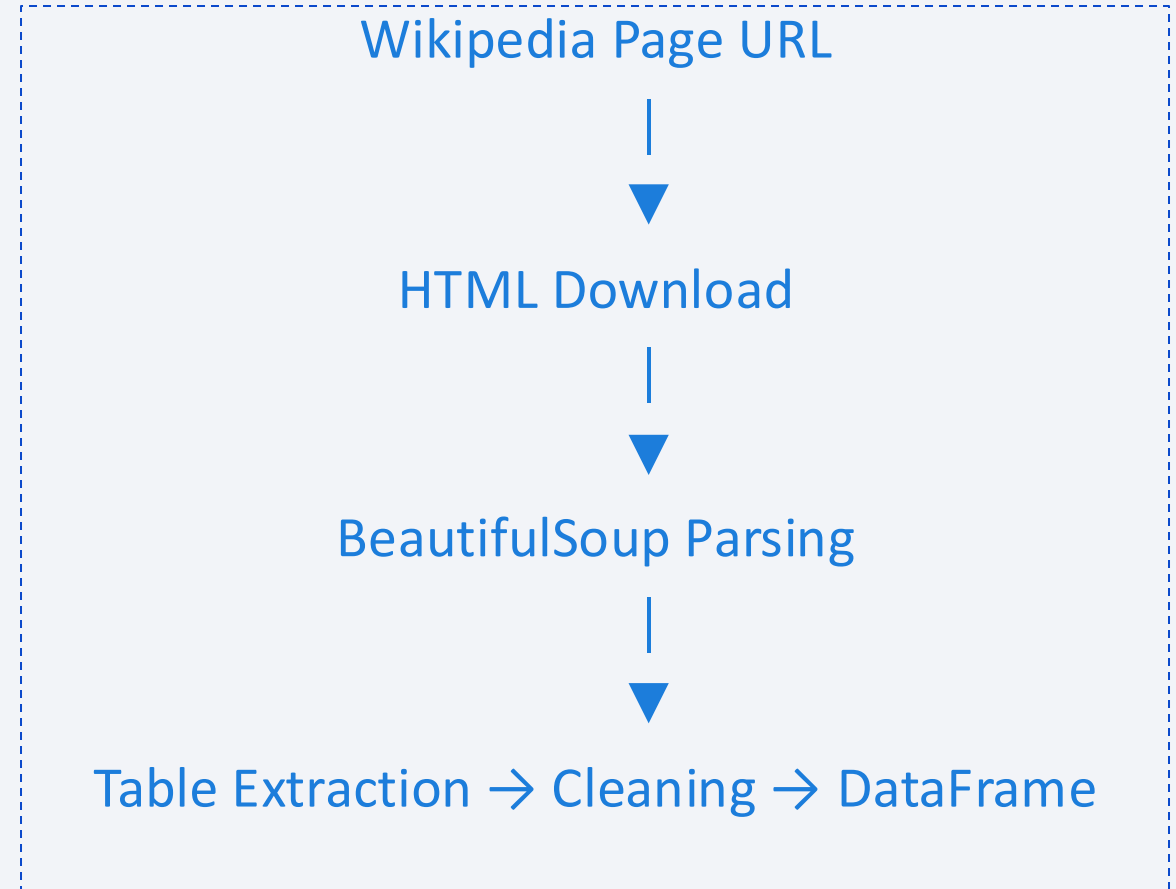 Wikipedia Page URL
|
▼
HTML Download
|
▼
BeautifulSoup Parsing
|
▼
Table Extraction → Cleaning → DataFrame